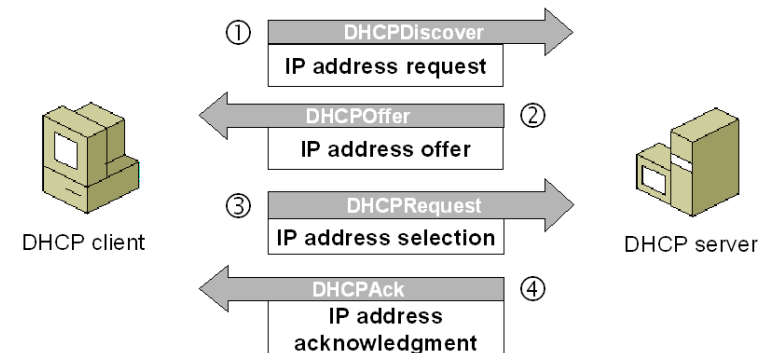 ① DHCPDiscover
IP address request
DHCPOffer ②
IP address offer
③ DHCPRequest
IP address selection
DHCP client
DHCP server
DHCPAck ④
IP address
acknowledgment